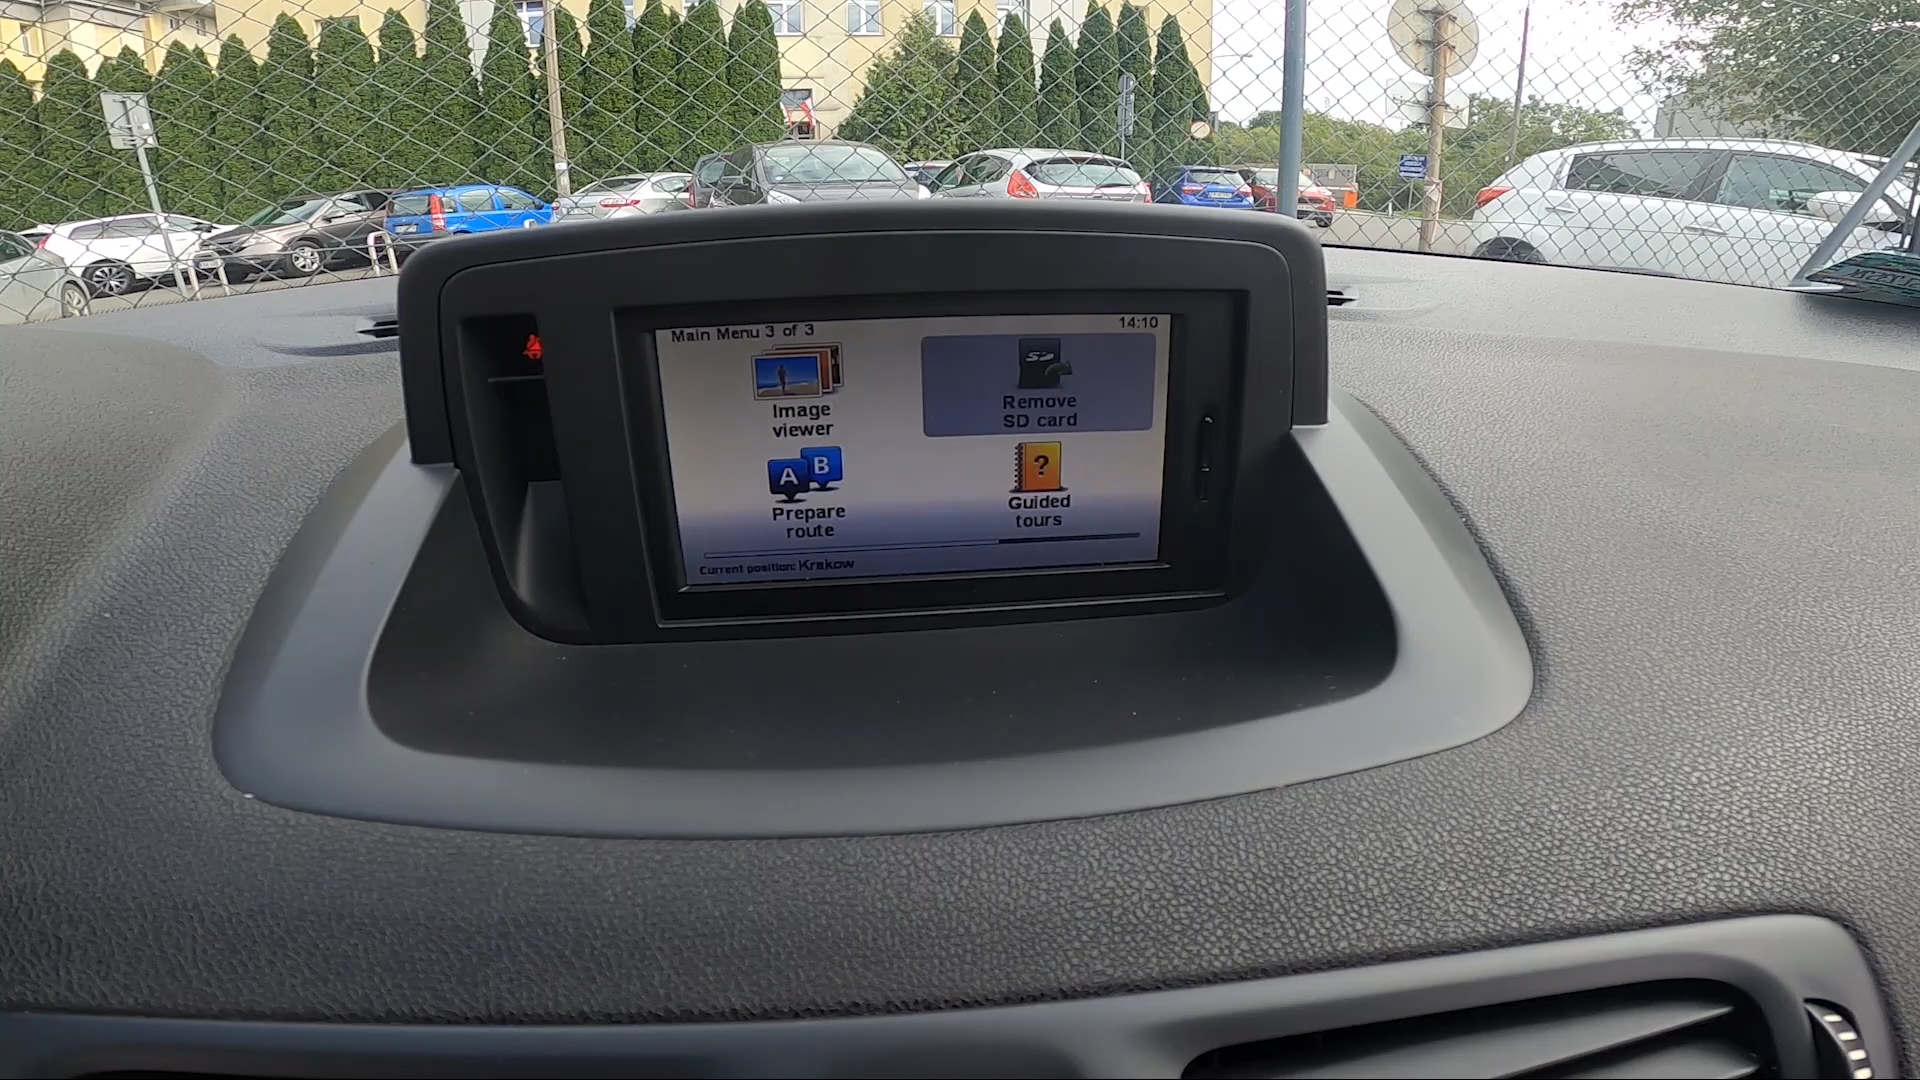 Main Menu 3 of 3
14:10
Image
viewer
SD
Remove
SD card
A B
Prepare
route
?
Guided
tours
Current position: Krakow